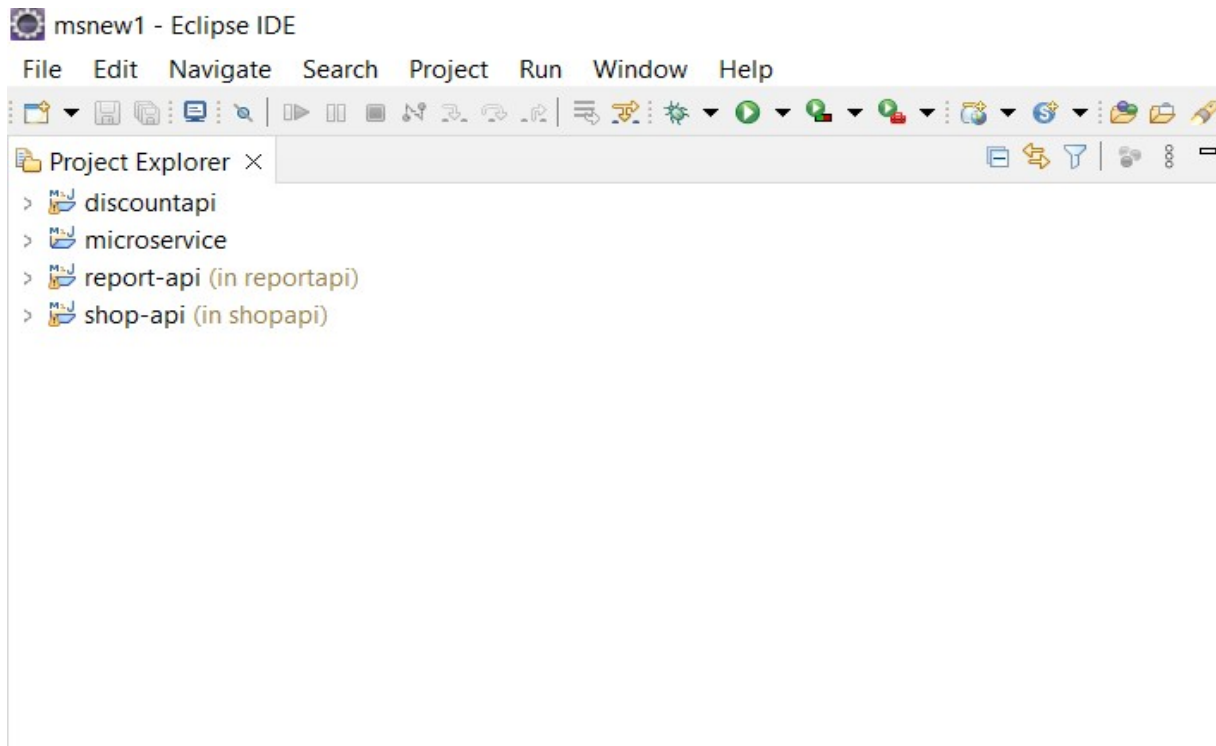 msnew1 - Eclipse IDE
File Edit Navigate Search Project Run Window Help
Project Explorer
discountapi
microservice
report-api (in reportapi)
shop-api (in shopapi)